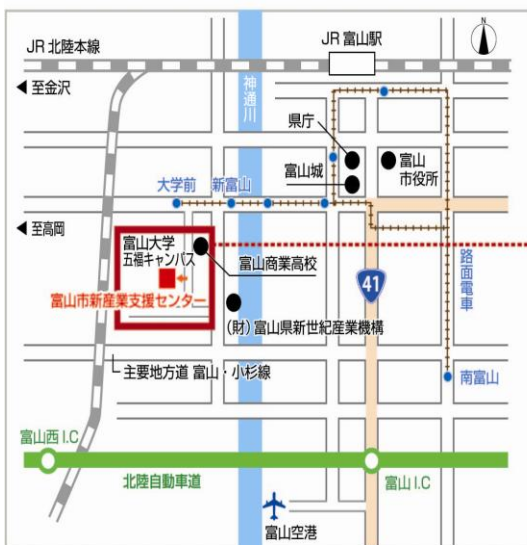 JR 北陸本線
JR 富山駅
N
至金沢
神通川
県庁
富山城
富山
市役所
大学前
新富山
至高岡
富山大学
五福キャンパス
富山商業高校
富山市新産業支援センター
41
路面電車
(財)富山県新世紀産業機構
主要地方道 富山・小杉線
南富山
富山西 I.C
北陸自動車道
富山 I.C
富山空港